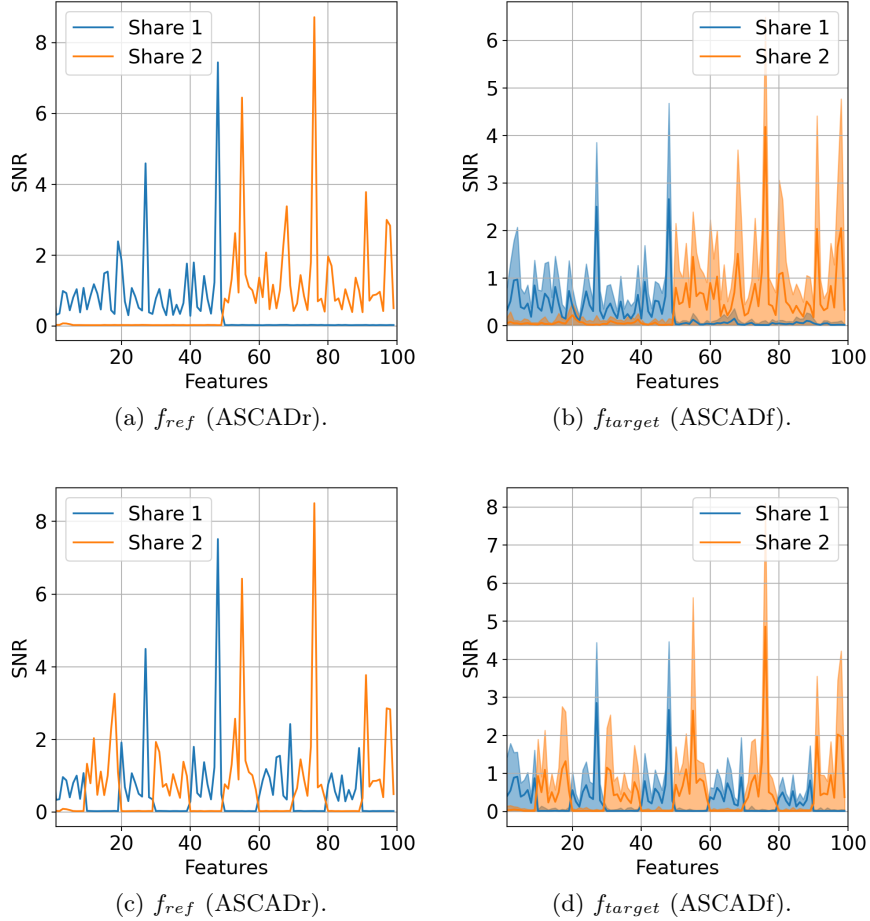 8
6
4
2
0
SNR
Share 1
Share 2
20
40
60
80
100
Features
(a) f_ref (ASCADr).
6
5
4
3
2
1
0
SNR
Share 1
Share 2
20
40
60
80
100
Features
(b) f_target (ASCADf).
8
6
4
2
0
SNR
Share 1
Share 2
20
40
60
80
100
Features
(c) f_ref (ASCADr).
8
7
6
5
4
3
2
1
0
SNR
Share 1
Share 2
20
40
60
80
100
Features
(d) f_target (ASCADf).